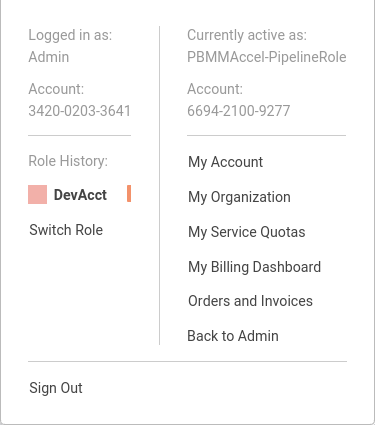 Logged in as:
Admin
Account:
3420-0203-3641
Role History:
DevAcct
Switch Role
Currently active as:
PBMMAccel-PipelineRole
Account:
6694-2100-9277
My Account
My Organization
My Service Quotas
My Billing Dashboard
Orders and Invoices
Back to Admin
Sign Out